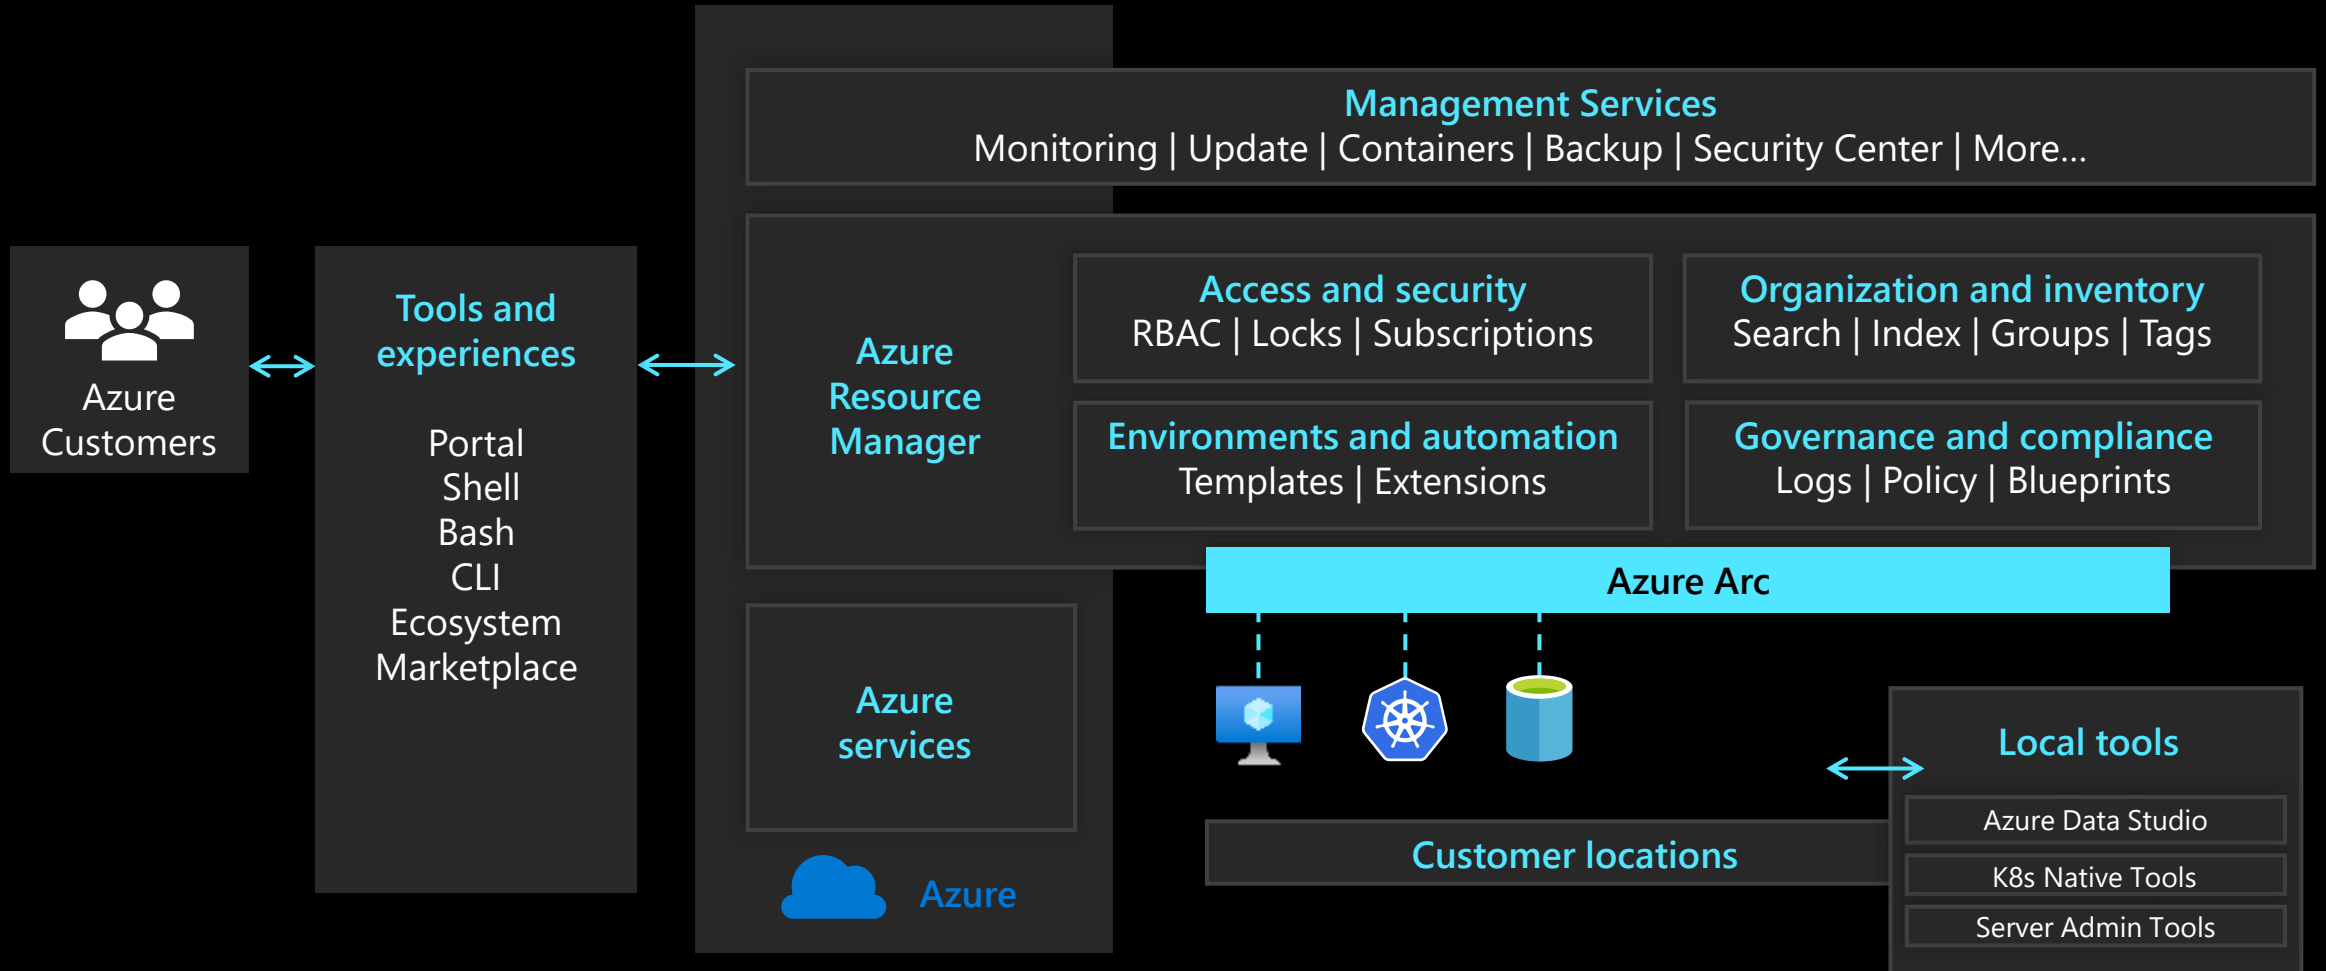 Management Services
Monitoring | Update | Containers | Backup | Security Center | More...
Azure
Customers
Tools and
experiences
Portal
Shell
Bash
CLI
Ecosystem
Marketplace
Azure
Resource
Manager
Access and security
RBAC | Locks | Subscriptions
Organization and inventory
Search | Index | Groups | Tags
Environments and automation
Templates | Extensions
Governance and compliance
Logs | Policy | Blueprints
Azure Arc
Azure
services
Azure
Customer locations
Local tools
Azure Data Studio
K8s Native Tools
Server Admin Tools